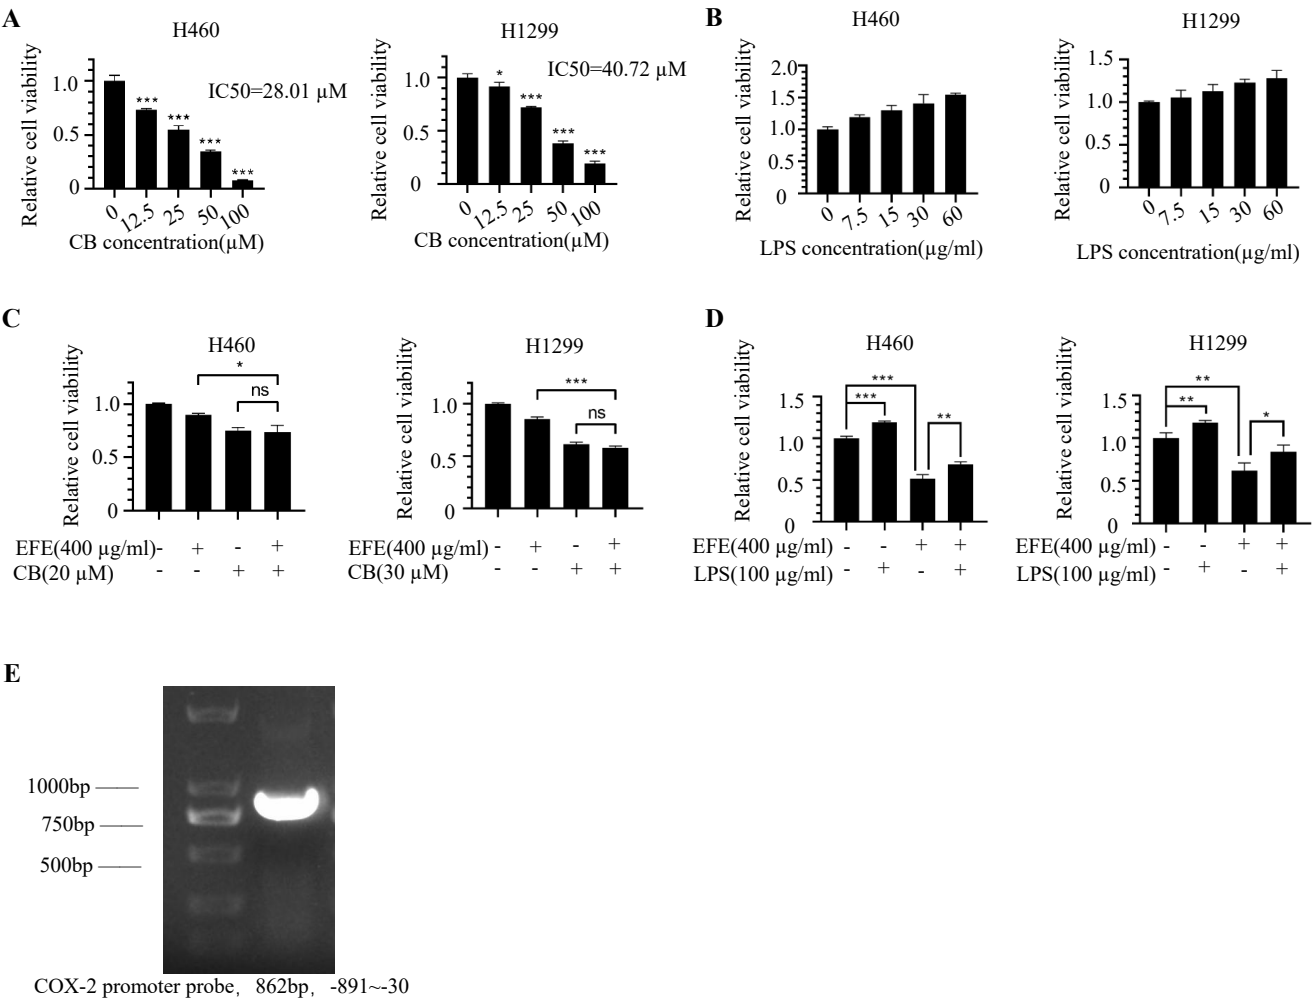 A
H460
Relative cell viability
1.0
0.5
0
IC50=28.01 µM
***
***
***
***
0
12.5
25
50
100
CB concentration(µM)
H1299
Relative cell viability
1.0
0.5
0
IC50=40.72 µM
*
***
***
***
0
12.5
25
50
100
CB concentration(µM)
B
H460
Relative cell viability
2.0
1.5
1.0
0.5
0
0
7.5
15
30
60
LPS concentration(µg/ml)
H1299
Relative cell viability
1.5
1.0
0.5
0
0
7.5
15
30
60
LPS concentration(µg/ml)
C
H460
Relative cell viability
1.0
0.5
0
*
ns
EFE(400 µg/ml)- + - +
CB(20 µM) - - + +
H1299
Relative cell viability
1.0
0.5
0
***
ns
EFE(400 µg/ml) - + - +
CB(30 µM) - - + +
D
H460
Relative cell viability
1.5
1.0
0.5
0
***
***
**
EFE(400 µg/ml) - - + +
LPS(100 µg/ml) - + - +
H1299
Relative cell viability
1.5
1.0
0.5
0
**
**
*
EFE(400 µg/ml) - - + +
LPS(100 µg/ml) - + - +
E
1000bp
750bp
500bp
COX-2 promoter probe, 862bp, -891~-30